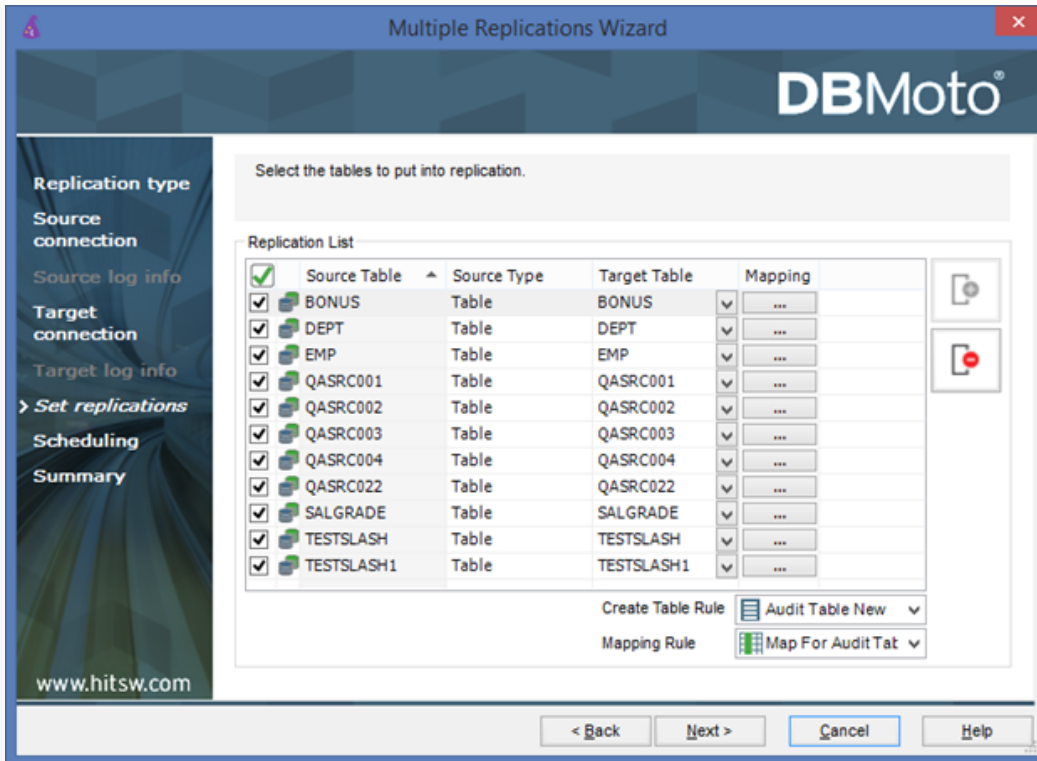 Multiple Replications Wizard
DBMoto®
Replication type
Source
connection
Source log info
Target
connection
Target log info
Set replications
Scheduling
Summary
www.hitsw.com
Select the tables to put into replication.
Replication List
Source Table Source Type Target Table Mapping
BONUS Table BONUS ...
DEPT Table DEPT ...
EMP Table EMP ...
QASRC001 Table QASRC001 ...
QASRC002 Table QASRC002 ...
QASRC003 Table QASRC003 ...
QASRC004 Table QASRC004 ...
QASRC022 Table QASRC022 ...
SALGRADE Table SALGRADE ...
TESTSLASH Table TESTSLASH ...
TESTSLASH1 Table TESTSLASH1 ...
Create Table Rule Audit Table New
Mapping Rule Map For Audit Tab
< Back Next > Cancel Help